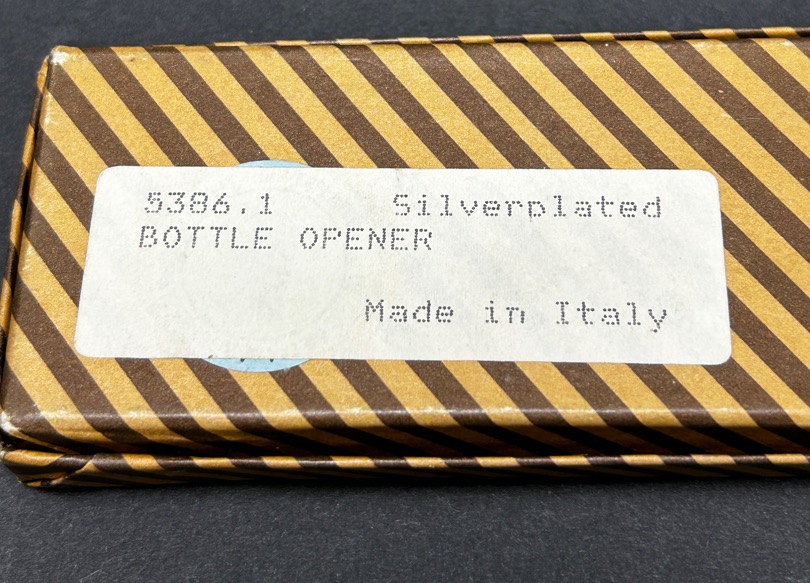 5386.1 Silverplated
BOTTLE OPENER
Made in Italy